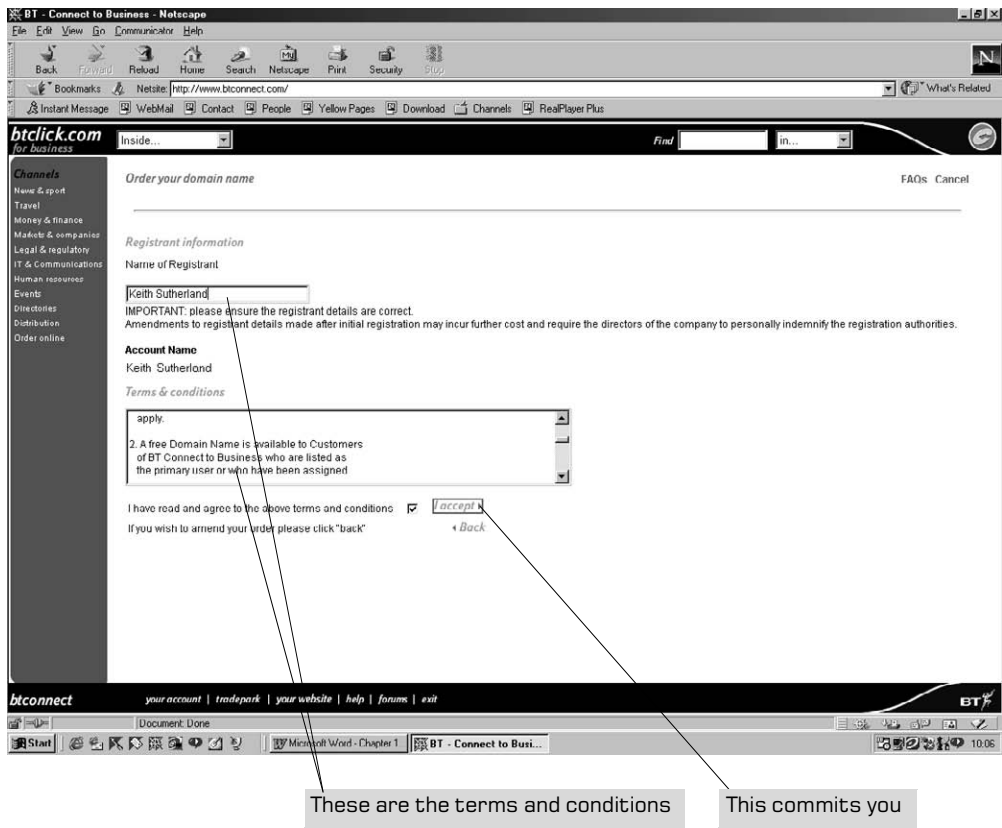 BT - Connect to Business - Netscape
File Edit View Go Communicator Help
Back Forward Reload Home Search Netscape Print Security Stop
Bookmarks Netsite: http://www.btconnect.com/ What's Related
Instant Message WebMail Contact People Yellow Pages Download Channels RealPlayer Plus
btclick.com
for business
Inside... Find in...
Channels
News & sport
Travel
Money & finance
Markets & companies
Legal & regulatory
IT & Communications
Human resources
Events
Directories
Distribution
Order online
Order your domain name FAQs Cancel
Registrant information
Name of Registrant
Keith Sutherland
IMPORTANT: please ensure the registrant details are correct.
Amendments to registrant details made after initial registration may incur further cost and require the directors of the company to personally indemnify the registration authorities.
Account Name
Keith Sutherland
Terms & conditions
apply.
2. A free Domain Name is available to Customers
of BT Connect to Business who are listed as
the primary user or who have been assigned
I have read and agree to the above terms and conditions I accept
If you wish to amend your order please click "back" Back
btconnect your account | tradepark | your website | help | forums | exit BT
Document: Done
Start Microsoft Word - Chapter 1 BT - Connect to Busi... 10:06
These are the terms and conditions
This commits you